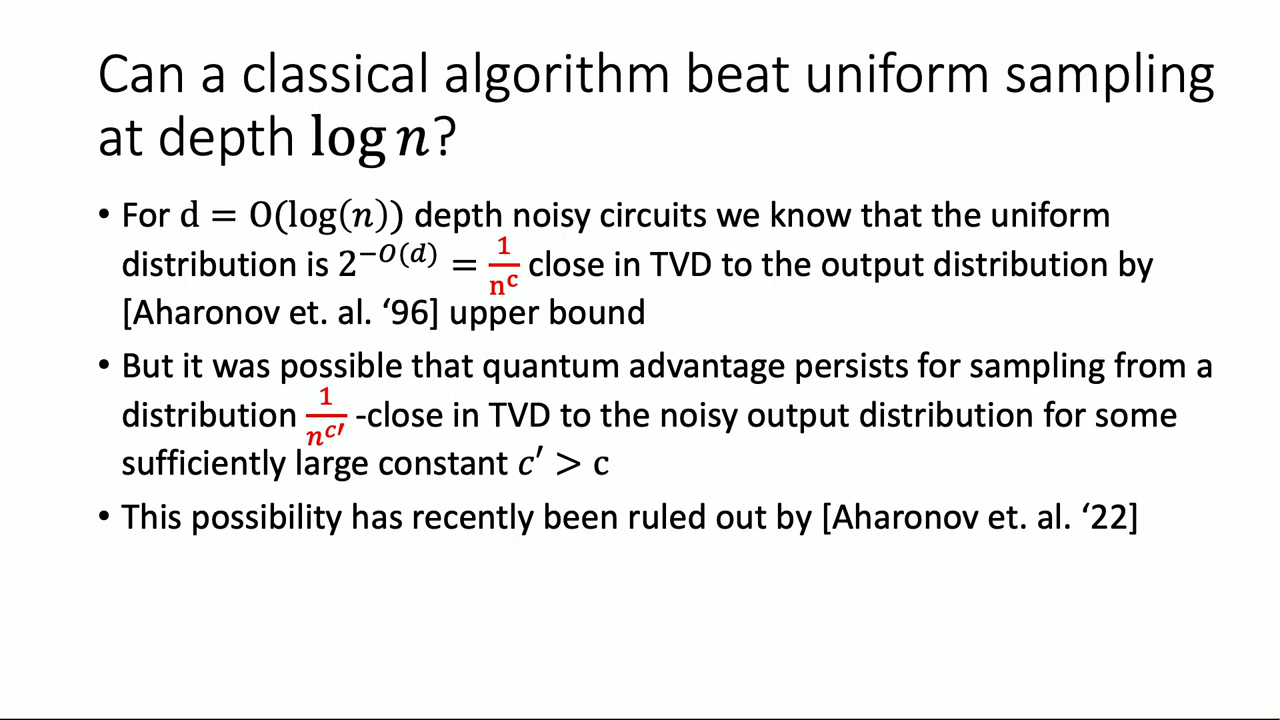 Can a classical algorithm beat uniform sampling
at depth log n?
• For d = O(log(n)) depth noisy circuits we know that the uniform
distribution is 2^{−O(d)} = 1/n^c close in TVD to the output distribution by
[Aharonov et. al. ‘96] upper bound
• But it was possible that quantum advantage persists for sampling from a
distribution 1/n^{c′} -close in TVD to the noisy output distribution for some
sufficiently large constant c′ > c
• This possibility has recently been ruled out by [Aharonov et. al. ‘22]